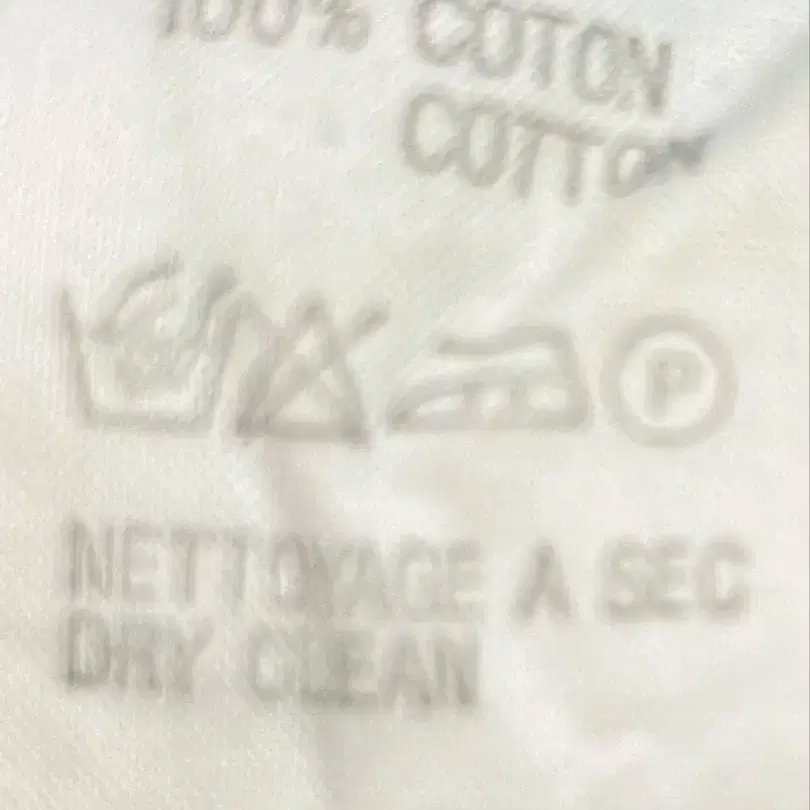 100% COTON
COTTON
P
NETTOYAGE A SEC
DRY CLEAN